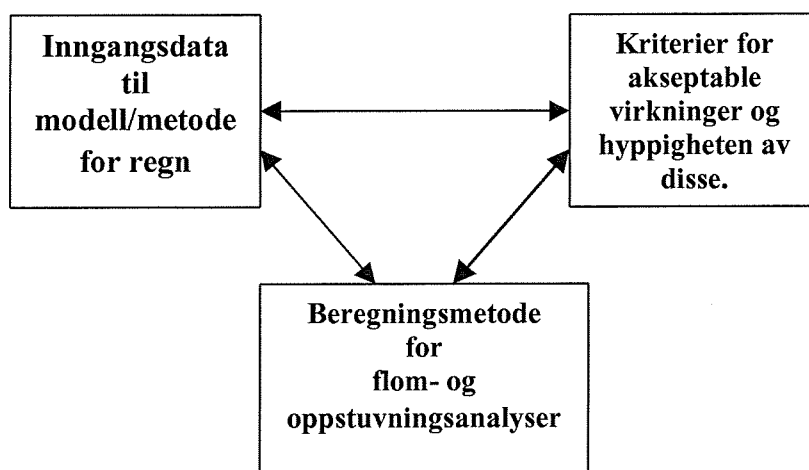 Inngangsdata
til
modell/metode
for regn
Kriterier for
akseptable
virkninger og
hyppigheten av
disse.
Beregningsmetode
for
flom- og
oppstuvningsanalyser